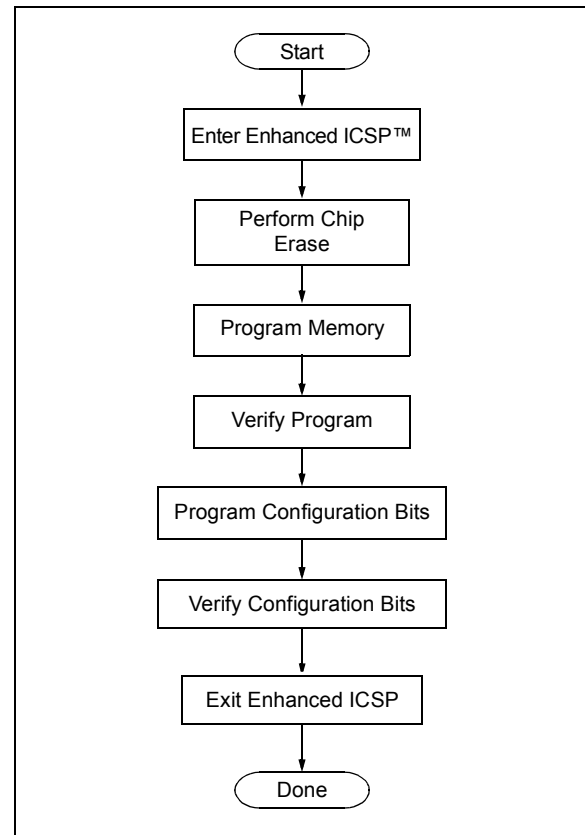 Start
Enter Enhanced ICSP™
Perform Chip
Erase
Program Memory
Verify Program
Program Configuration Bits
Verify Configuration Bits
Exit Enhanced ICSP
Done